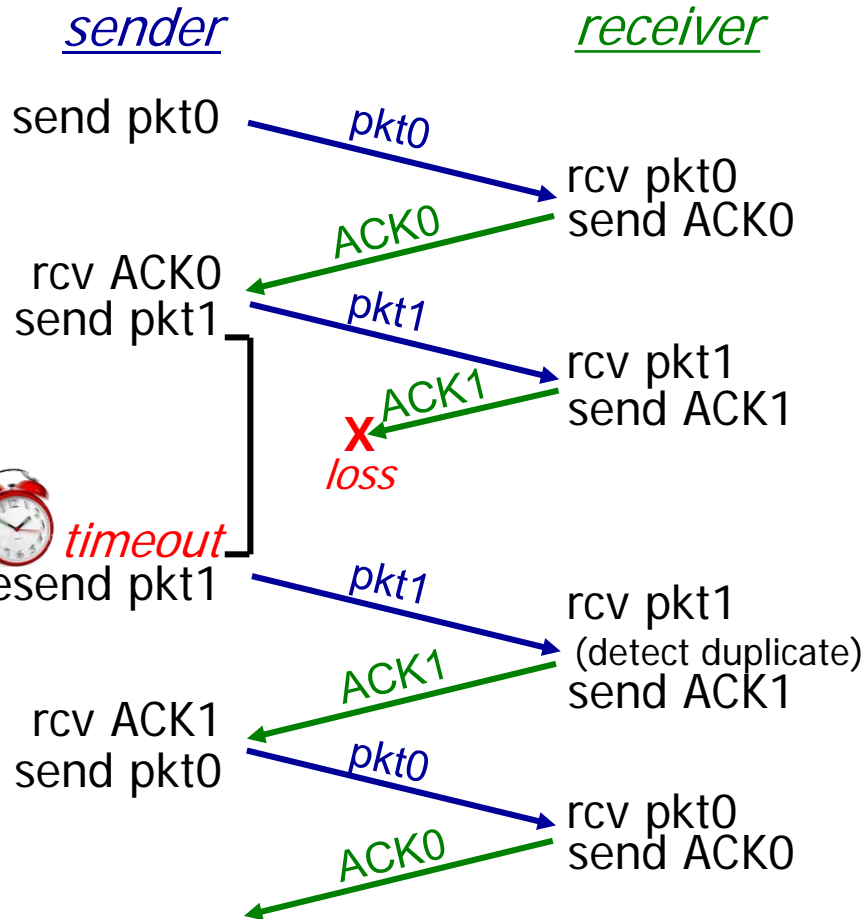 sender
receiver
send pkt0
pkt0
rcv pkt0
send ACK0
ACK0
rcv ACK0
send pkt1
pkt1
rcv pkt1
send ACK1
ACK1
X
loss
timeout
esend pkt1
pkt1
rcv pkt1
(detect duplicate)
send ACK1
ACK1
rcv ACK1
send pkt0
pkt0
rcv pkt0
send ACK0
ACK0